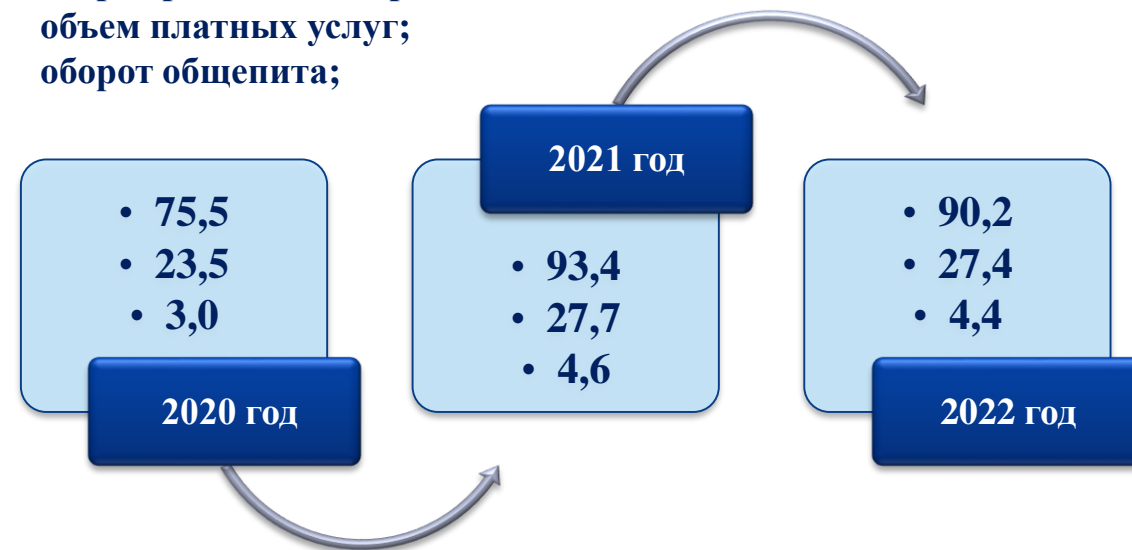 объем платных услуг;
оборот общепита;
2021 год
• 75,5
• 23,5
• 3,0
2020 год
• 93,4
• 27,7
• 4,6
• 90,2
• 27,4
• 4,4
2022 год